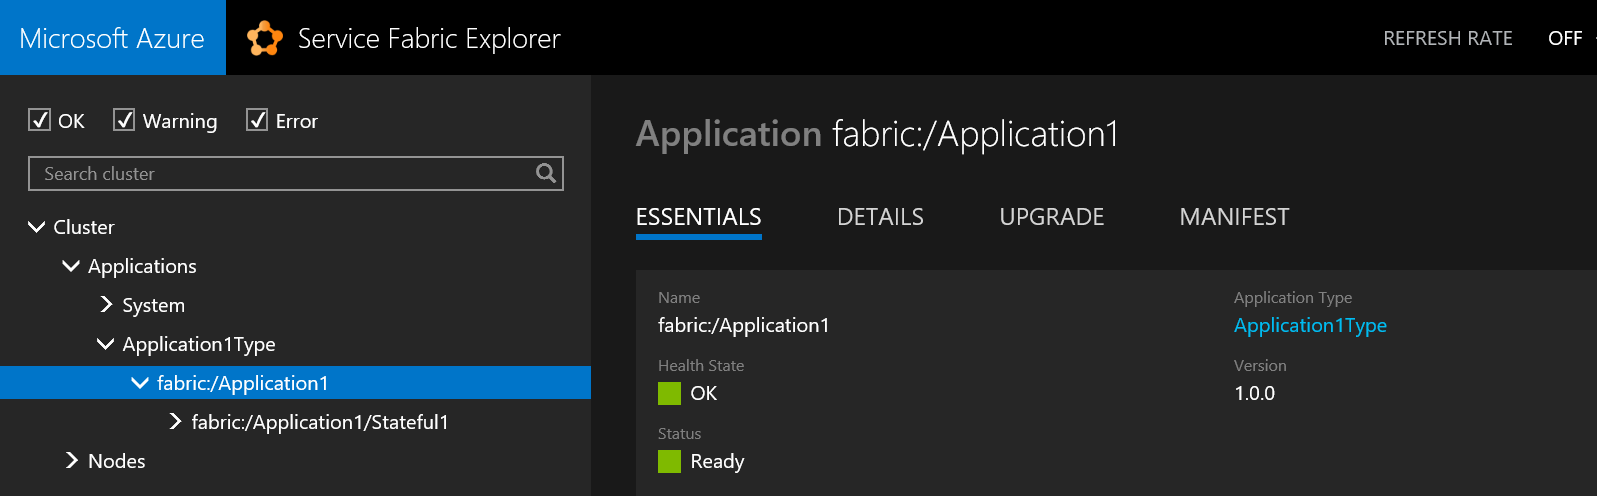 Microsoft Azure
Service Fabric Explorer
REFRESH RATE OFF
OK Warning Error
Search cluster
Cluster
Applications
System
Application1Type
fabric:/Application1
fabric:/Application1/Stateful1
Nodes
Application fabric:/Application1
ESSENTIALS DETAILS UPGRADE MANIFEST
Name
fabric:/Application1
Application Type
Application1Type
Health State
OK
Version
1.0.0
Status
Ready